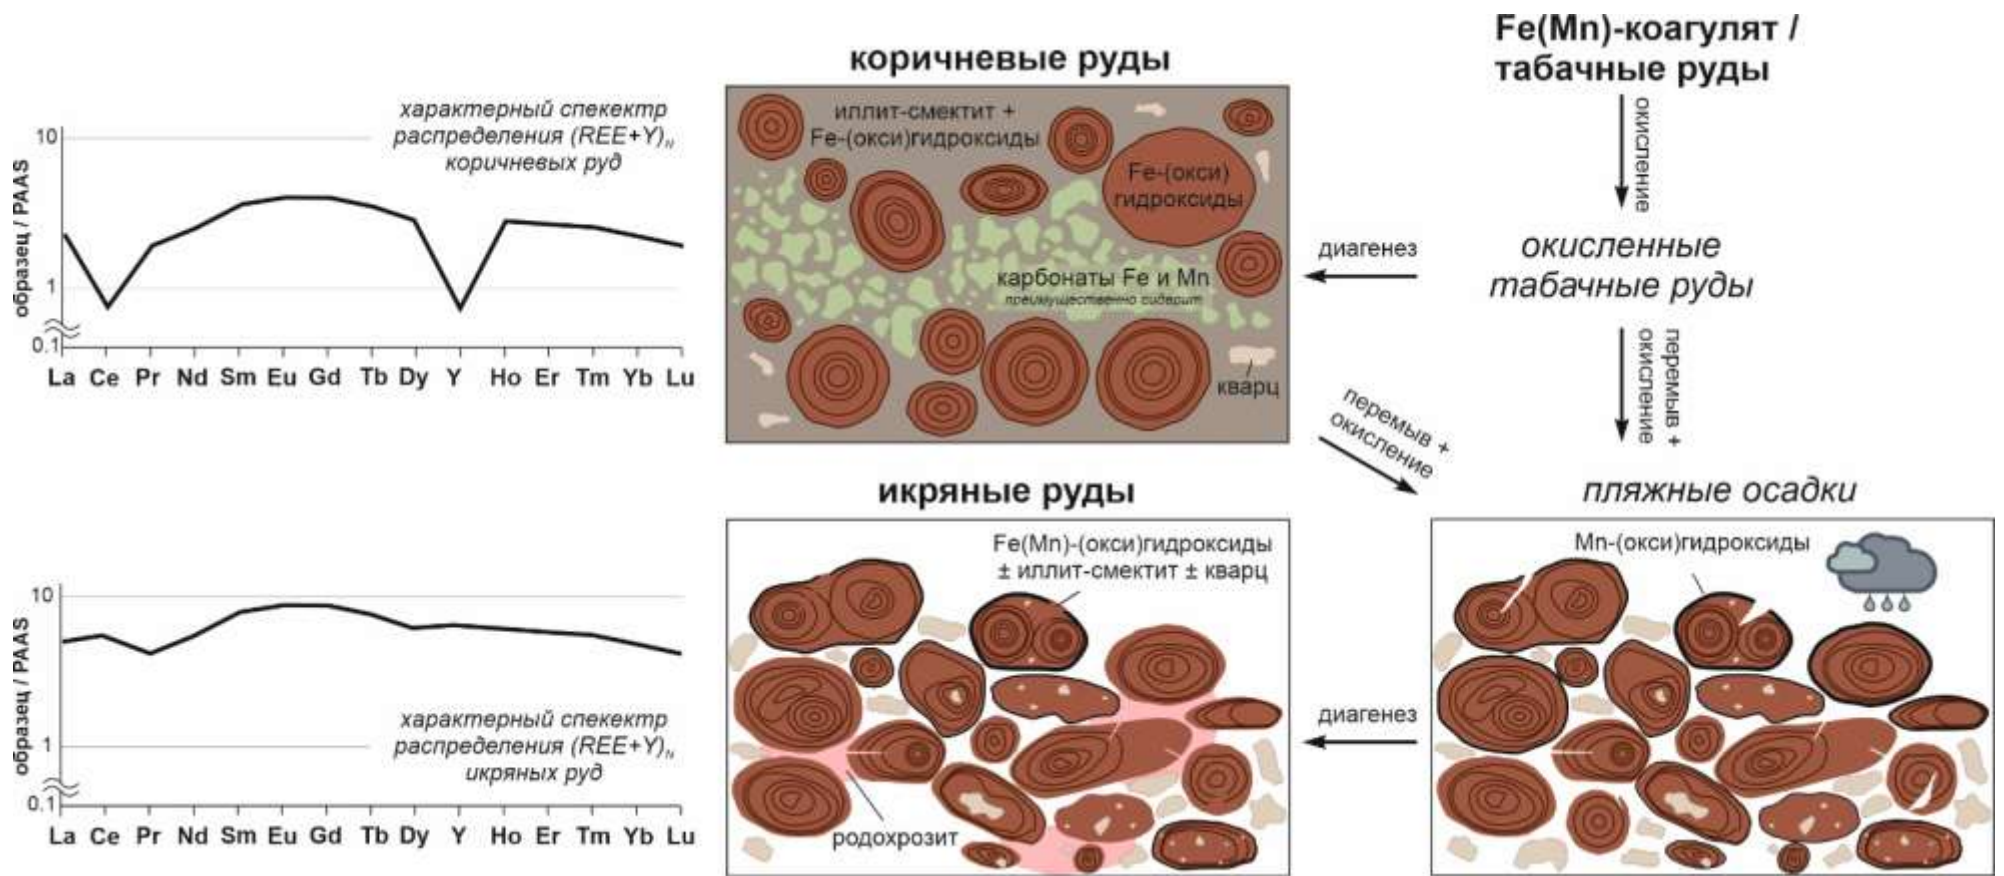 Fe(Mn)-коагулят /
табачные руды
окисление
окисленные
табачные руды
диагенез
перемыв +
окисление
перемыв +
окисление
пляжные осадки
Mn-(окси)гидроксиды
диагенез
коричневые руды
иллит-смектит +
Fe-(окси)гидроксиды
Fe-(окси)
гидроксиды
карбонаты Fe и Mn
преимущественно сидерит
кварц
характерный спекектр
распределения (REE+Y)N
коричневых руд
образец / PAAS
10
1
0.1
La Ce Pr Nd Sm Eu Gd Tb Dy Y Ho Er Tm Yb Lu
икряные руды
Fe(Mn)-(окси)гидроксиды
± иллит-смектит ± кварц
родохрозит
образец / PAAS
10
1
0.1
характерный спекектр
распределения (REE+Y)N
икряных руд
La Ce Pr Nd Sm Eu Gd Tb Dy Y Ho Er Tm Yb Lu